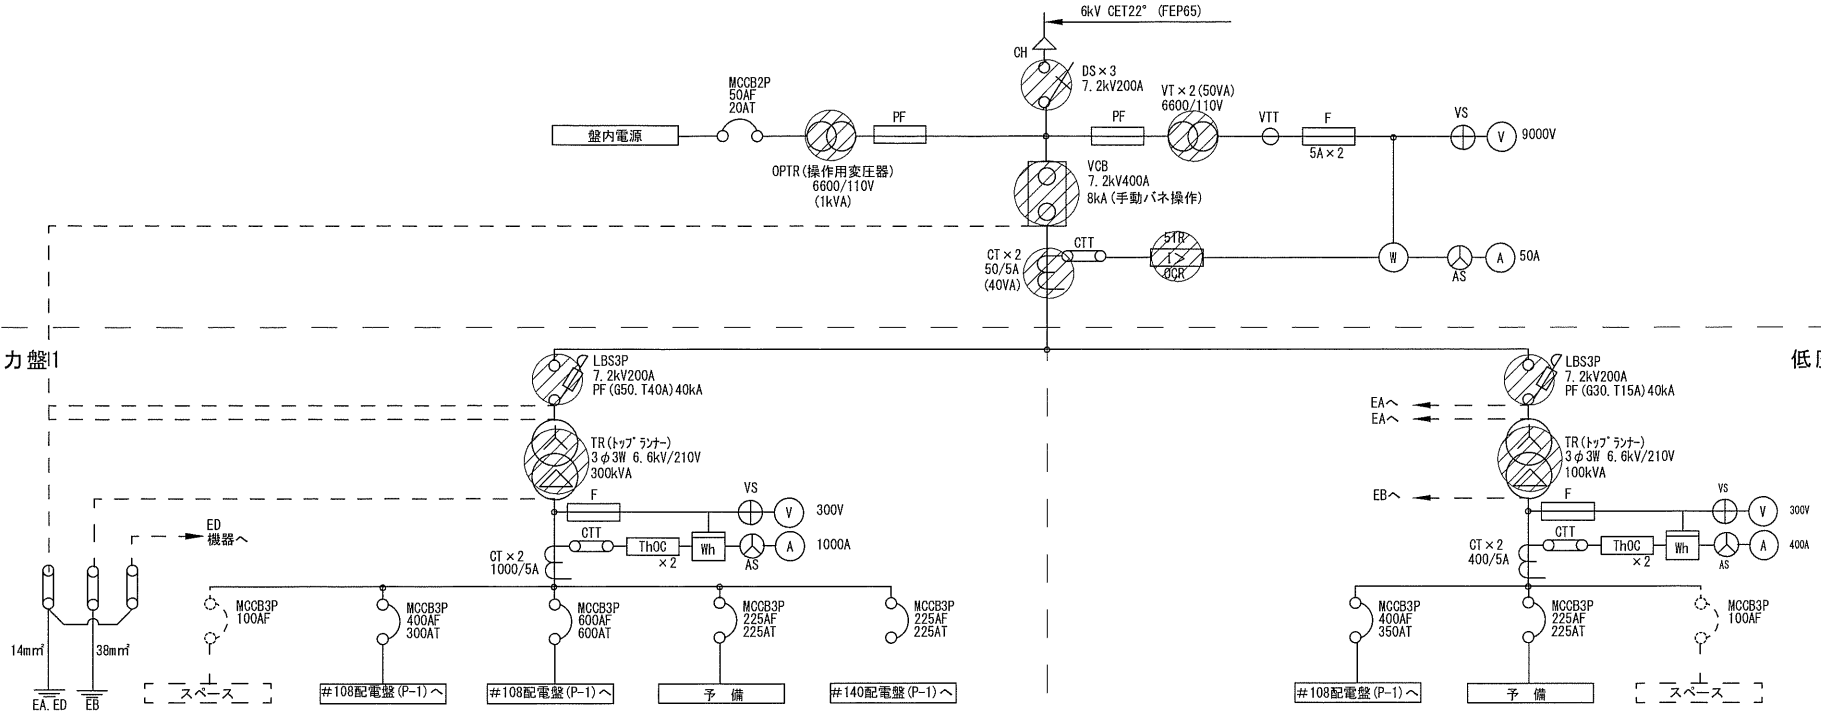 6kV CET22° (FEP65)
CH
DS×3
7.2kV200A
MCCB2P
50AF
20AT
盤内電源
PF
OPTR(操作用変圧器)
6600/110V
(1kVA)
PF
VT×2(50VA)
6600/110V
VTT
F
5A×2
VS
V
9000V
VCB
7.2kV400A
8kA(手動バネ操作)
CT×2
50/5A
(40VA)
CTT
51R
I>
OCR
W
AS
A
50A
力盤1
低圧
LBS3P
7.2kV200A
PF(G50.T40A)40kA
TR(トップランナー)
3φ3W 6.6kV/210V
300kVA
F
VS
V
300V
CTT
ThOC
×2
Wh
AS
A
1000A
CT×2
1000/5A
ED
機器へ
MCCB3P
100AF
MCCB3P
400AF
300AT
MCCB3P
600AF
600AT
MCCB3P
225AF
225AT
MCCB3P
225AF
225AT
14m㎡
38m㎡
EA.ED
EB
スペース
#108配電盤(P-1)へ
#108配電盤(P-1)へ
予 備
#140配電盤(P-1)へ
LBS3P
7.2kV200A
PF(G30.T15A)40kA
EAへ
EAへ
TR(トップランナー)
3φ3W 6.6kV/210V
100kVA
EBへ
F
VS
V
300V
CTT
ThOC
×2
Wh
AS
A
400A
CT×2
400/5A
MCCB3P
400AF
350AT
MCCB3P
225AF
225AT
MCCB3P
100AF
#108配電盤(P-1)へ
予 備
スペース